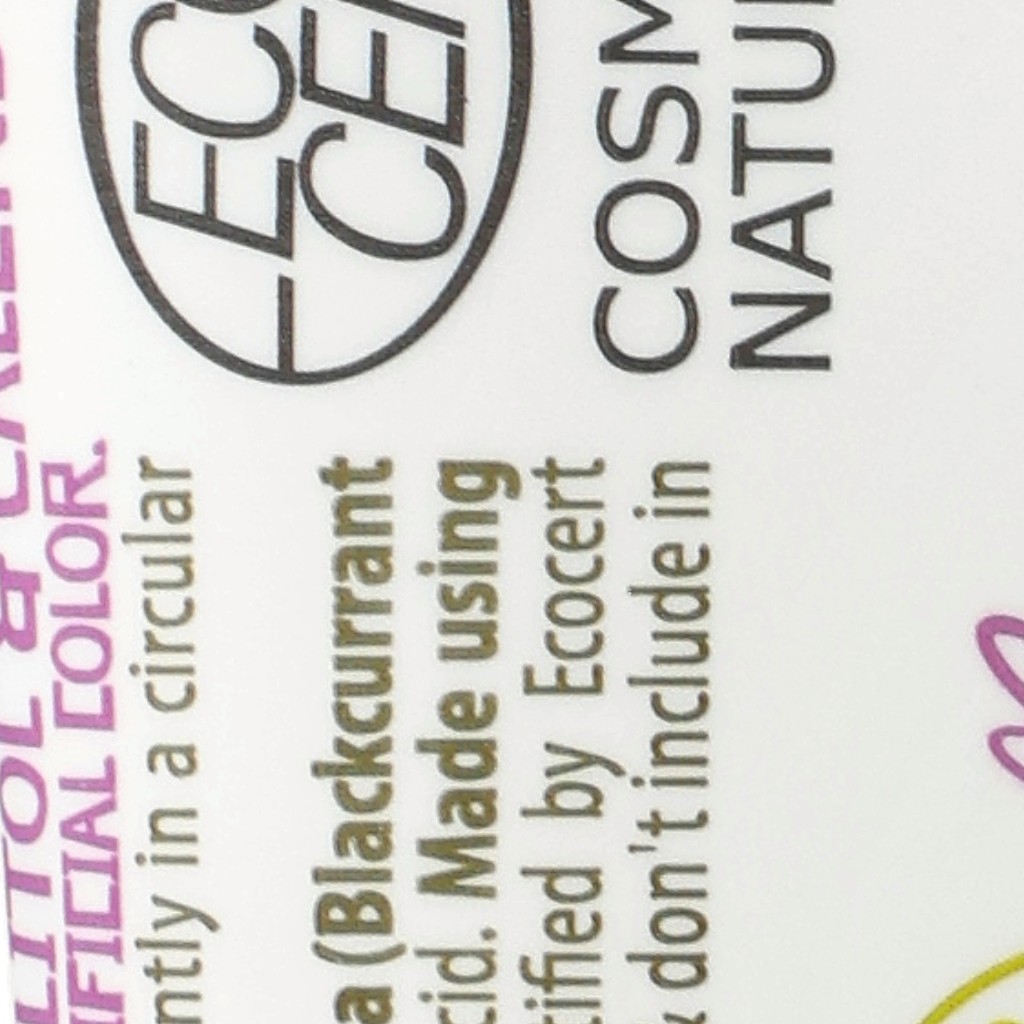 LITOL &
IFICIAL COLOR.
ntly in a circular
a (Blackcurrant
cid. Made using
tified by Ecocert
don't include in
ECO
CER
COSM
NATU